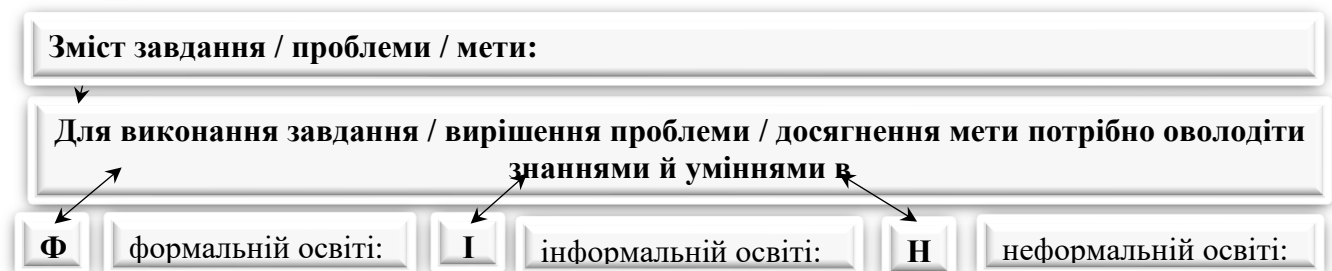 Зміст завдання / проблеми / мети:
Для виконання завдання / вирішення проблеми / досягнення мети потрібно оволодіти
знаннями й уміннями в
Ф формальній освіті: І інформальній освіті: Н неформальній освіті: